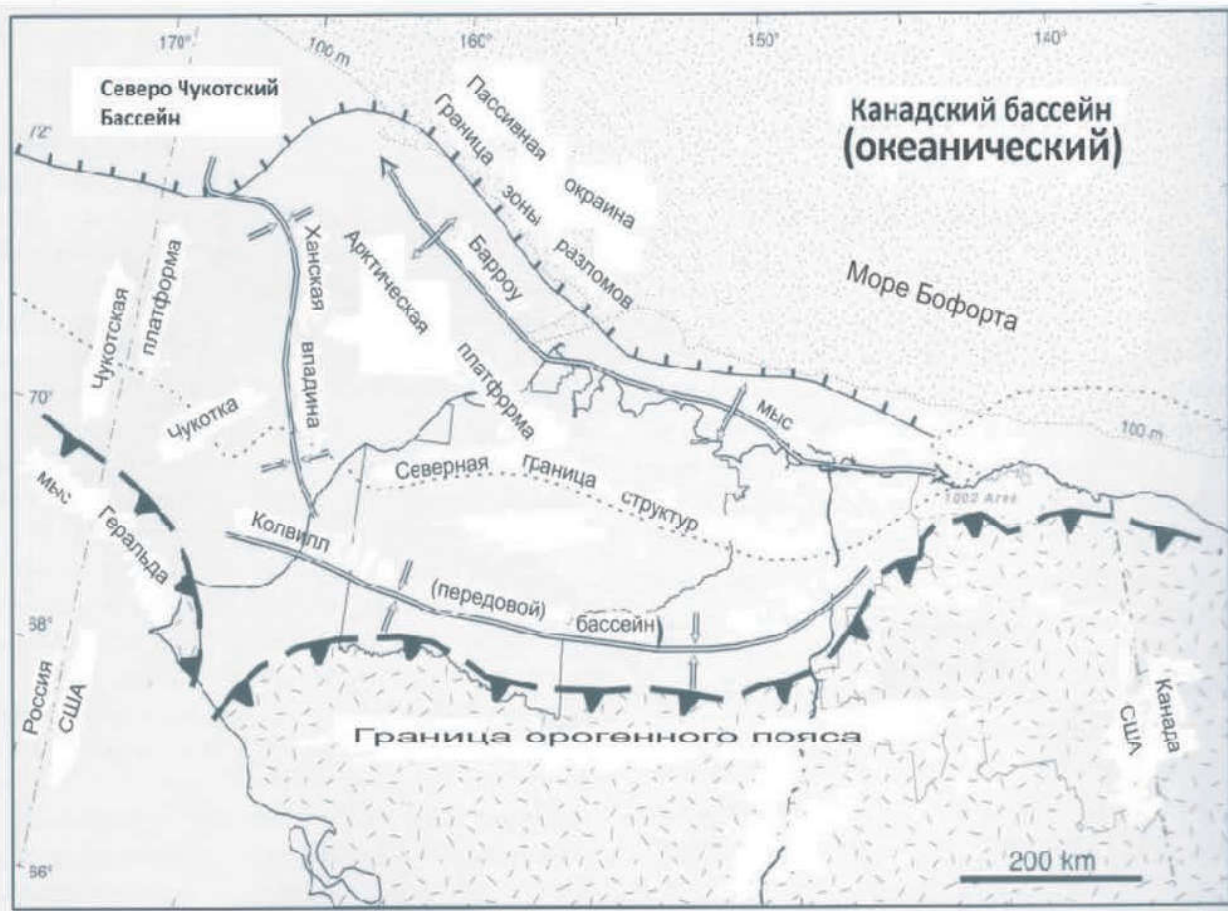 170°
160°
150°
140°
100 m
Северо Чукотский
Бассейн
Канадский бассейн
(океанический)
72°
Пассивная окраина
Граница зоны разломов
Ханская впадина
Арктическая платформа
Барроу
мыс
Море Бофорта
Чукотская
платформа
70°
Чукотка
100 m
Северная граница структур
1002 Area
мыс
Геральда
Колвилл (передовой) бассейн)
68°
Россия
США
Канада
США
Граница орогенного пояса
66°
200 km